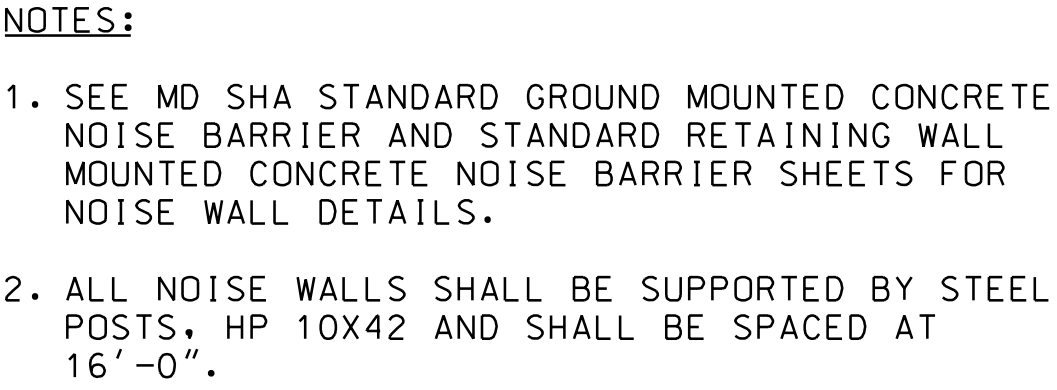 NOTES:
1. SEE MD SHA STANDARD GROUND MOUNTED CONCRETE
NOISE BARRIER AND STANDARD RETAINING WALL
MOUNTED CONCRETE NOISE BARRIER SHEETS FOR
NOISE WALL DETAILS.
2. ALL NOISE WALLS SHALL BE SUPPORTED BY STEEL
POSTS, HP 10X42 AND SHALL BE SPACED AT
16'-0".